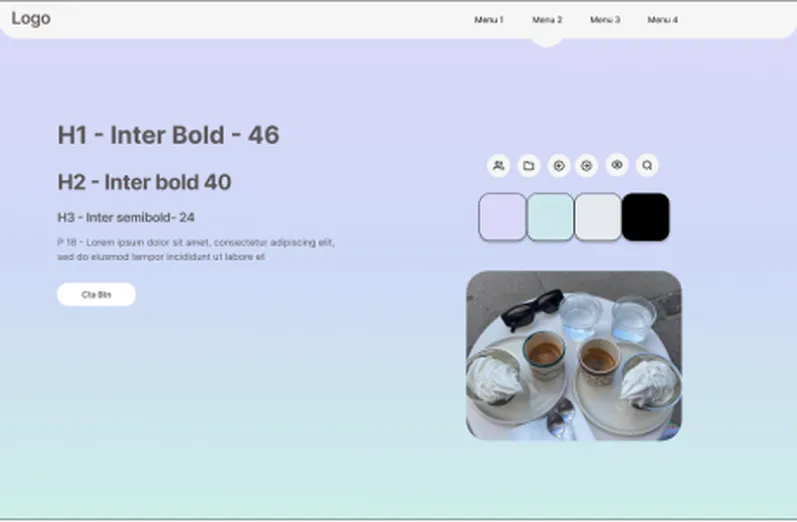 Logo
Menu 1
Menu 2
Menu 3
Menu 4
H1 - Inter Bold - 46
H2 - Inter bold 40
H3 - Inter semibold- 24
P 18 - Lorem ipsum dolor sit amet, consectetur adipiscing elit,
sed do eiusmod tempor incididunt ut labore et
Cta Btn